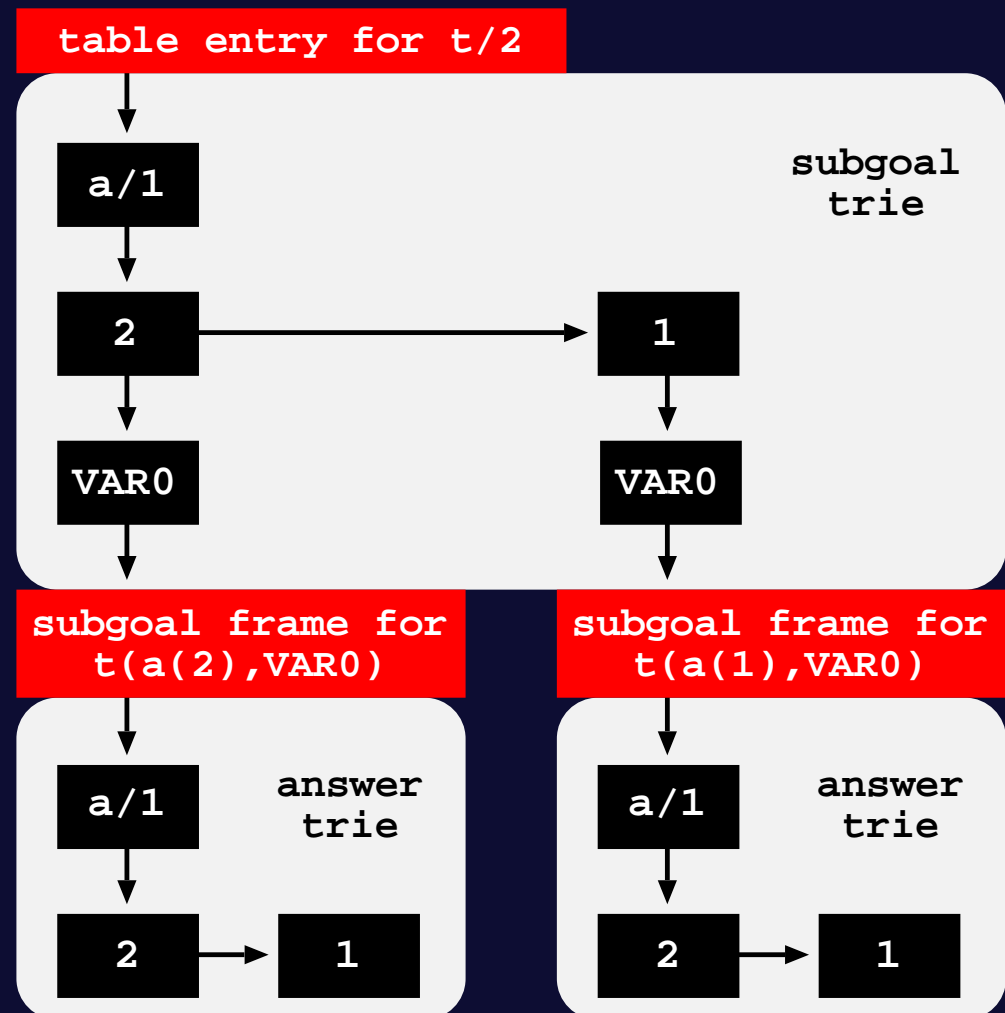 table entry for t/2
a/1
subgoal
trie
2
1
VAR0
VAR0
subgoal frame for
t(a(2),VAR0)
subgoal frame for
t(a(1),VAR0)
a/1
answer
trie
2
1
a/1
answer
trie
2
1